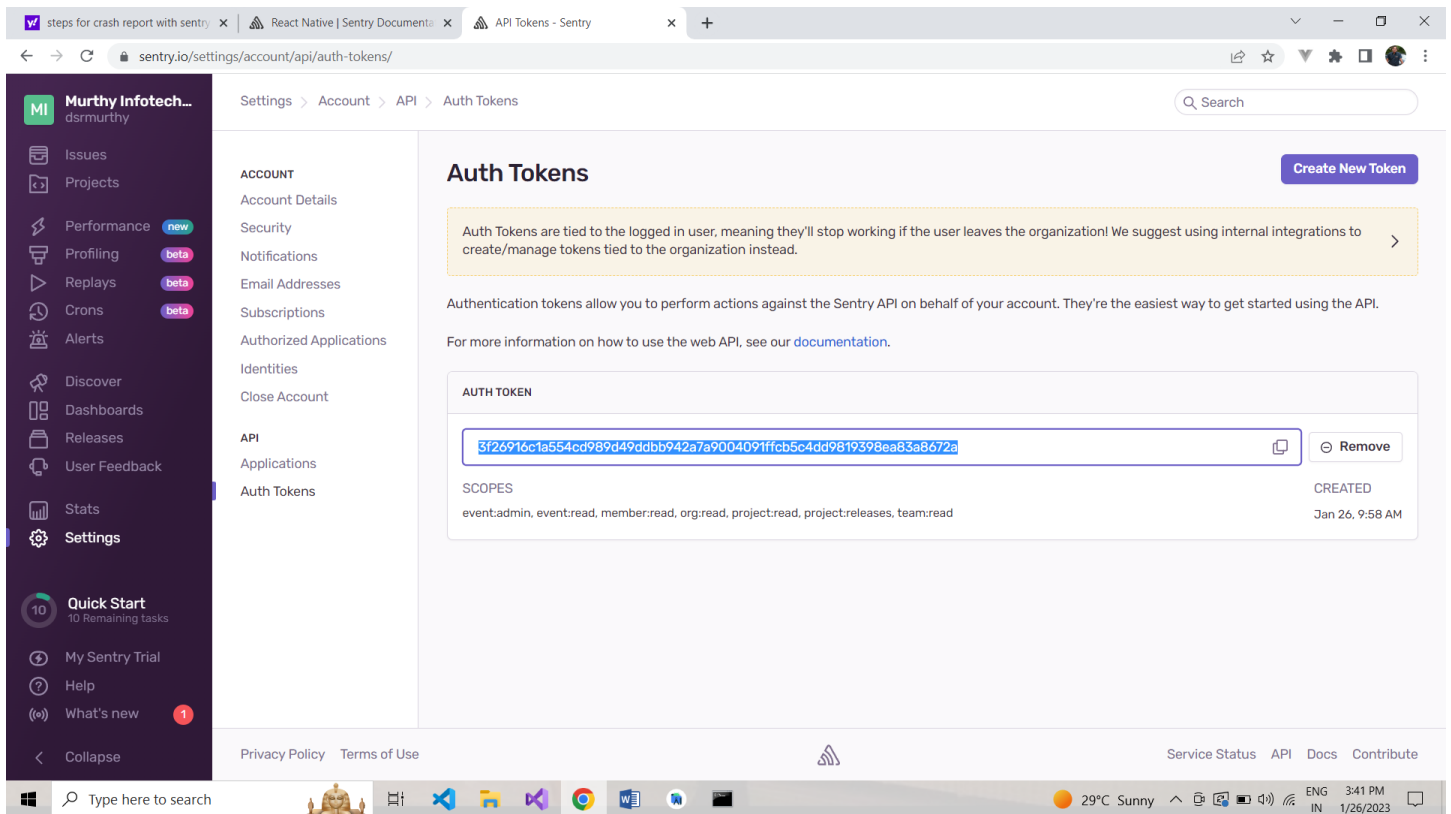 steps for crash report with sentry
React Native | Sentry Documenta
API Tokens - Sentry
sentry.io/settings/account/api/auth-tokens/
MI
Murthy Infotech...
dsrmurthy
Issues
Projects
Performance new
Profiling beta
Replays beta
Crons beta
Alerts
Discover
Dashboards
Releases
User Feedback
Stats
Settings
10
Quick Start
10 Remaining tasks
My Sentry Trial
Help
What's new 1
Collapse
Settings > Account > API > Auth Tokens
Search
ACCOUNT
Account Details
Security
Notifications
Email Addresses
Subscriptions
Authorized Applications
Identities
Close Account
API
Applications
Auth Tokens
Auth Tokens
Create New Token
Auth Tokens are tied to the logged in user, meaning they'll stop working if the user leaves the organization! We suggest using internal integrations to
create/manage tokens tied to the organization instead.
Authentication tokens allow you to perform actions against the Sentry API on behalf of your account. They're the easiest way to get started using the API.
For more information on how to use the web API, see our documentation.
AUTH TOKEN
3f26916c1a554cd989d49ddbb942a7a9004091ffcb5c4dd9819398ea83a8672a
Remove
SCOPES
CREATED
event:admin, event:read, member:read, org:read, project:read, project:releases, team:read
Jan 26, 9:58 AM
Privacy Policy Terms of Use
Service Status API Docs Contribute
Type here to search
29°C Sunny
ENG
IN
3:41 PM
1/26/2023